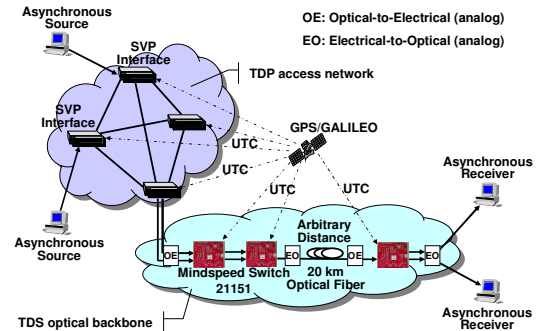 Asynchronous
Source
OE: Optical-to-Electrical (analog)
EO: Electrical-to-Optical (analog)
SVP
Interface
TDP access network
SVP
Interface
GPS/GALILEO
UTC
UTC
UTC
UTC
Asynchronous
Receiver
Asynchronous
Source
Arbitrary
Distance
OE
EO
OE
EO
Mindspeed Switch
21151
20 km
Optical Fiber
TDS optical backbone
Asynchronous
Receiver